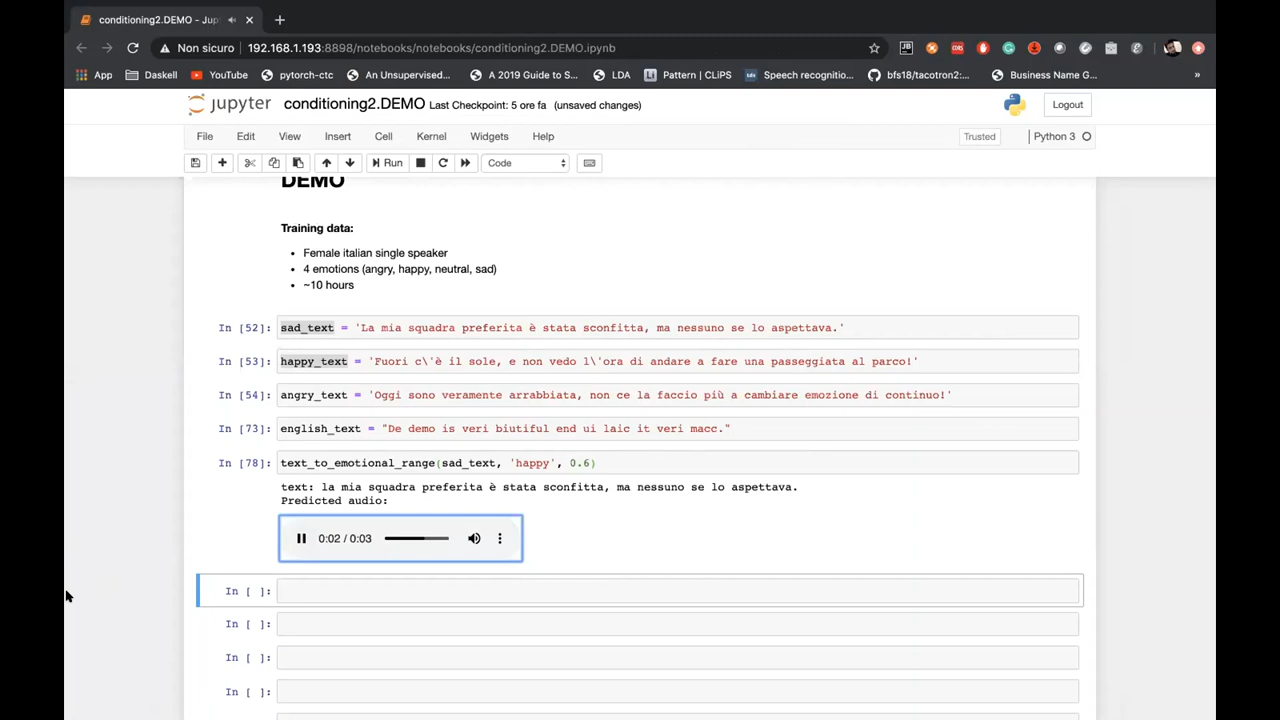 conditioning2.DEMO - Jup
Non sicuro 192.168.1.193:8898/notebooks/notebooks/conditioning2.DEMO.ipynb
App Daskell YouTube pytorch-ctc An Unsupervised... A 2019 Guide to S... LDA Pattern | CLiPS Speech recognitio... bfs18/tacotron2:... Business Name G... »
jupyter conditioning2.DEMO Last Checkpoint: 5 ore fa (unsaved changes) Logout
File Edit View Insert Cell Kernel Widgets Help Trusted Python 3
Run Code
DEMO
Training data:
• Female italian single speaker
• 4 emotions (angry, happy, neutral, sad)
• ~10 hours
In [52]: sad_text = 'La mia squadra preferita è stata sconfitta, ma nessuno se lo aspettava.'
In [53]: happy_text = 'Fuori c\'è il sole, e non vedo l\'ora di andare a fare una passeggiata al parco!'
In [54]: angry_text = 'Oggi sono veramente arrabbiata, non ce la faccio più a cambiare emozione di continuo!'
In [73]: english_text = "De demo is veri biutiful end ui laic it veri macc."
In [78]: text_to_emotional_range(sad_text, 'happy', 0.6)
text: la mia squadra preferita è stata sconfitta, ma nessuno se lo aspettava.
Predicted audio:
0:02 / 0:03
In [ ]:
In [ ]:
In [ ]:
In [ ]: